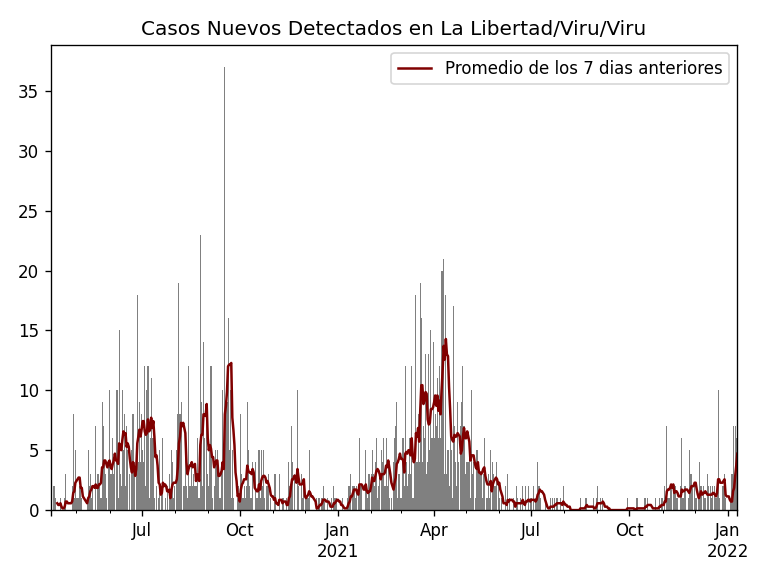 Casos Nuevos Detectados en La Libertad/Viru/Viru
Promedio de los 7 dias anteriores
35
30
25
20
15
10
5
0
Jul
Oct
Jan
2021
Apr
Jul
Oct
Jan
2022